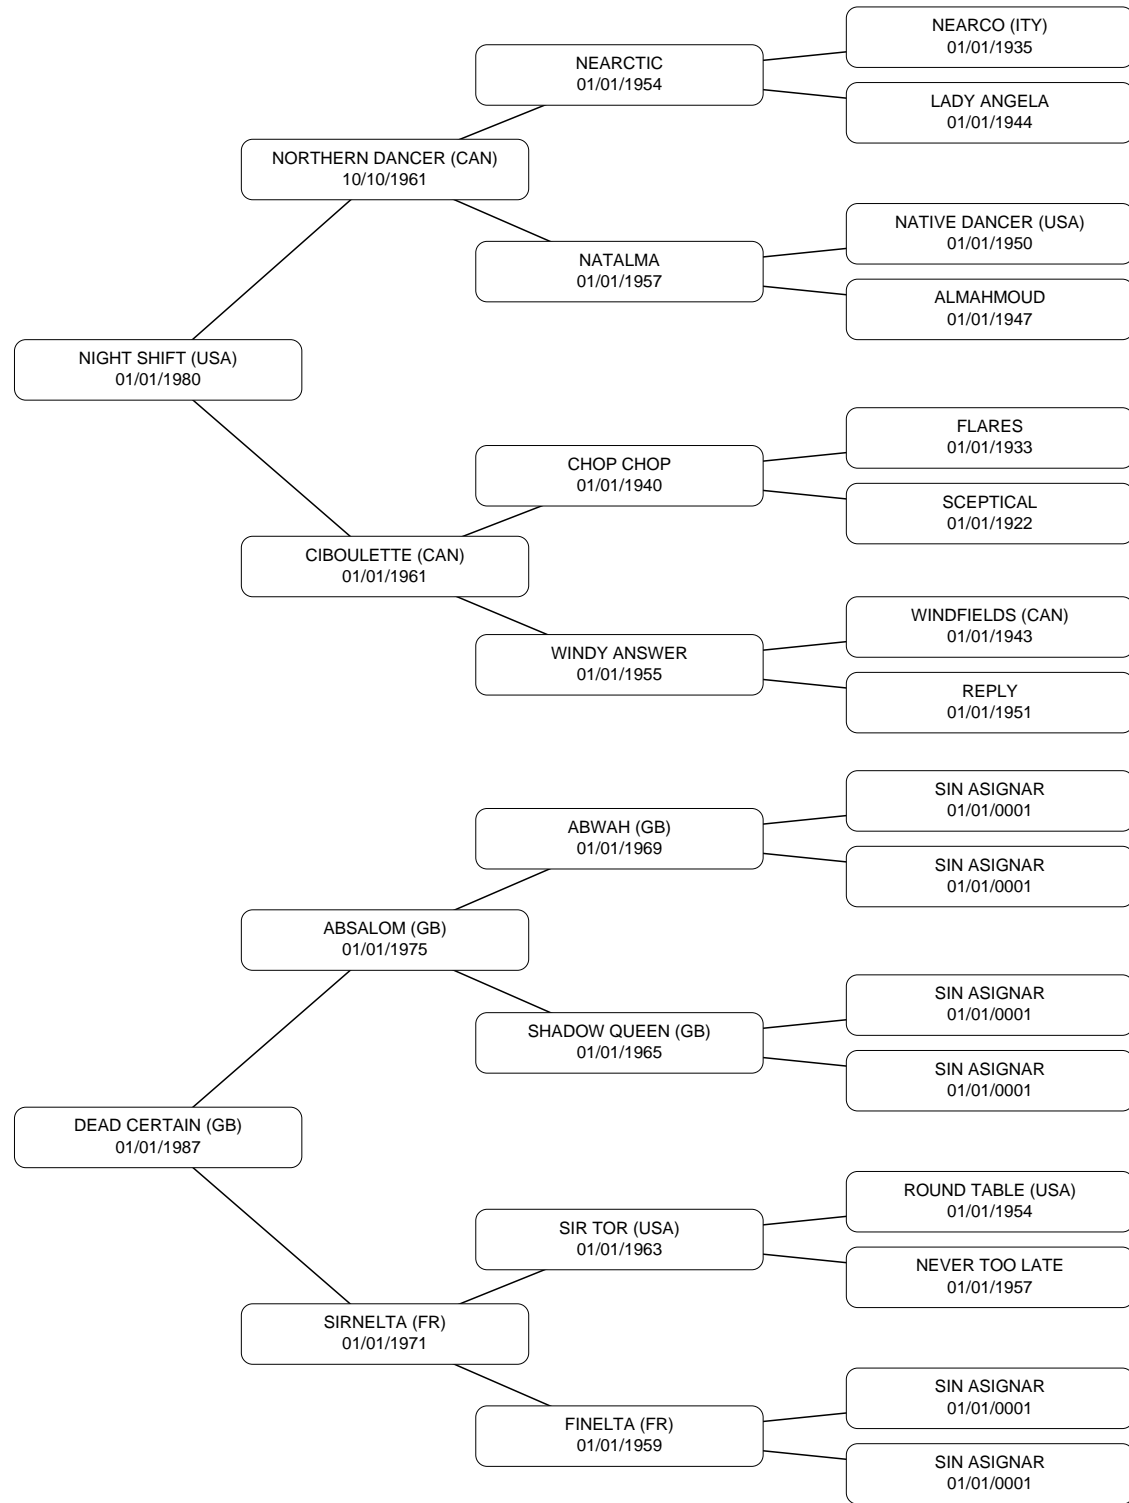 NEARCO (ITY)
01/01/1935
NEARCTIC
01/01/1954
LADY ANGELA
01/01/1944
NORTHERN DANCER (CAN)
10/10/1961
NATIVE DANCER (USA)
01/01/1950
NATALMA
01/01/1957
ALMAHMOUD
01/01/1947
NIGHT SHIFT (USA)
01/01/1980
FLARES
01/01/1933
CHOP CHOP
01/01/1940
SCEPTICAL
01/01/1922
CIBOULETTE (CAN)
01/01/1961
WINDFIELDS (CAN)
01/01/1943
WINDY ANSWER
01/01/1955
REPLY
01/01/1951
SIN ASIGNAR
01/01/0001
ABWAH (GB)
01/01/1969
SIN ASIGNAR
01/01/0001
ABSALOM (GB)
01/01/1975
SIN ASIGNAR
01/01/0001
SHADOW QUEEN (GB)
01/01/1965
SIN ASIGNAR
01/01/0001
DEAD CERTAIN (GB)
01/01/1987
ROUND TABLE (USA)
01/01/1954
SIR TOR (USA)
01/01/1963
NEVER TOO LATE
01/01/1957
SIRNELTA (FR)
01/01/1971
SIN ASIGNAR
01/01/0001
FINELTA (FR)
01/01/1959
SIN ASIGNAR
01/01/0001